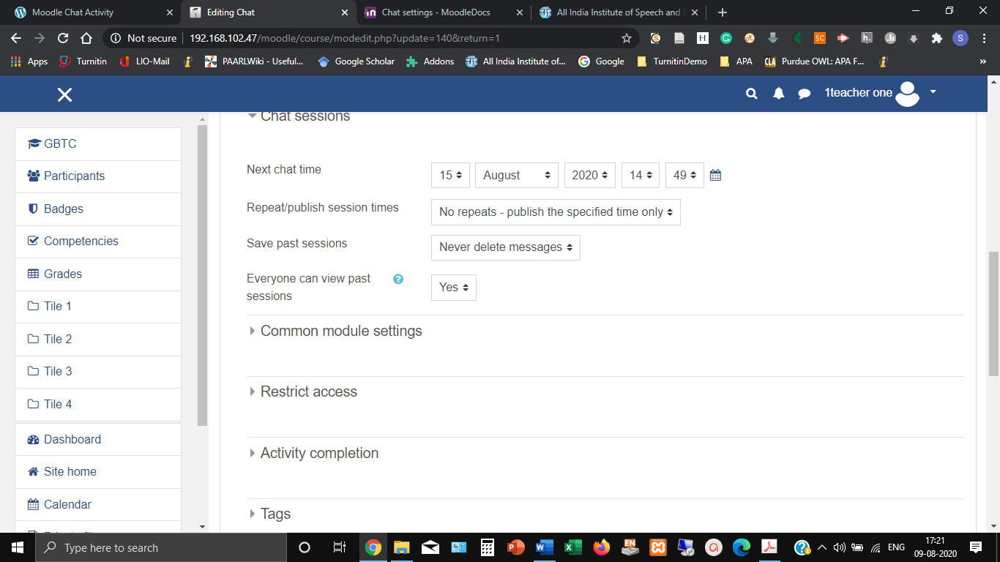 Moodle Chat Activity
Editing Chat
Chat settings - MoodleDocs
All India Institute of Speech and
Not secure
192.168.102.47/moodle/course/modedit.php?update=140&return=1
Apps
Turnitin
LIO-Mail
PAARLWiki - Useful...
Google Scholar
Addons
All India Institute of...
Google
TurnitinDemo
APA
Purdue OWL: APA F...
1teacher one
GBTC
Participants
Badges
Competencies
Grades
Tile 1
Tile 2
Tile 3
Tile 4
Dashboard
Site home
Calendar
Chat sessions
Next chat time
15
August
2020
14
49
Repeat/publish session times
No repeats - publish the specified time only
Save past sessions
Never delete messages
Everyone can view past
sessions
Yes
Common module settings
Restrict access
Activity completion
Tags
Type here to search
ENG
17:21
09-08-2020